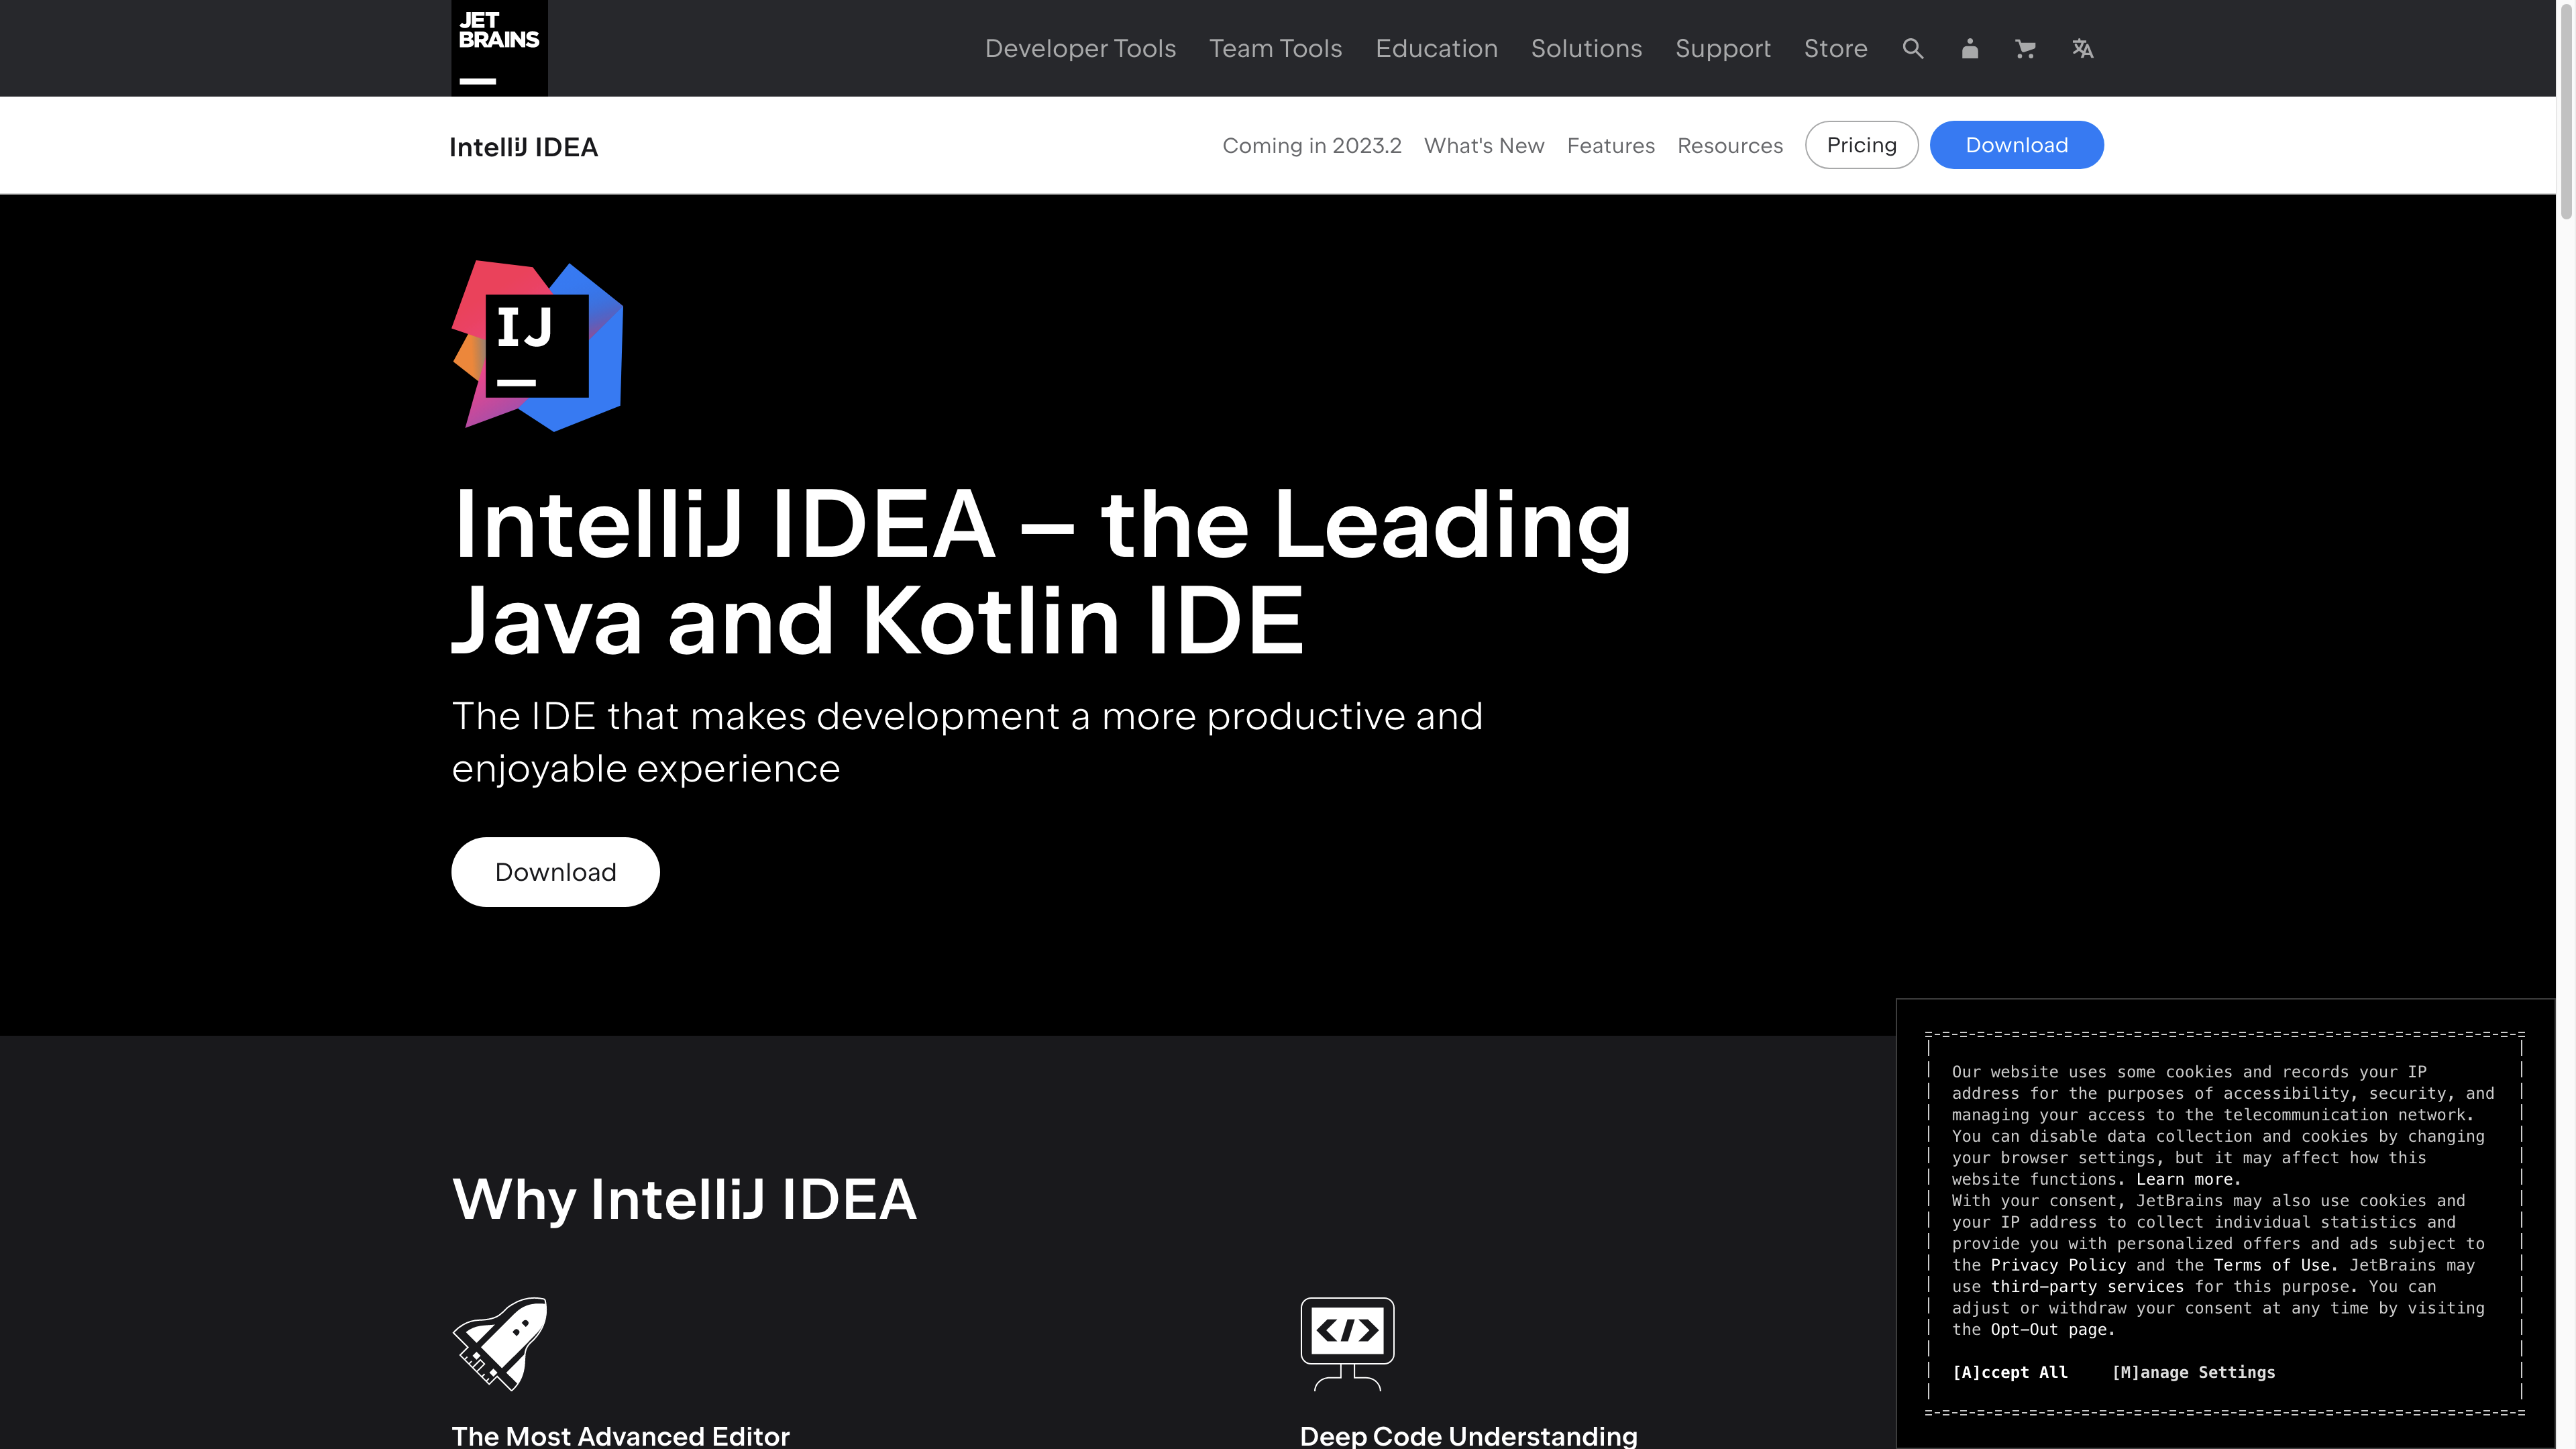 JET
BRAINS
Developer Tools Team Tools Education Solutions Support Store
IntelliJ IDEA
Coming in 2023.2 What's New Features Resources Pricing Download
IJ
IntelliJ IDEA – the Leading
Java and Kotlin IDE
The IDE that makes development a more productive and
enjoyable experience
Download
Why IntelliJ IDEA
The Most Advanced Editor
Deep Code Understanding
Our website uses some cookies and records your IP
address for the purposes of accessibility, security, and
managing your access to the telecommunication network.
You can disable data collection and cookies by changing
your browser settings, but it may affect how this
website functions. Learn more.
With your consent, JetBrains may also use cookies and
your IP address to collect individual statistics and
provide you with personalized offers and ads subject to
the Privacy Policy and the Terms of Use. JetBrains may
use third-party services for this purpose. You can
adjust or withdraw your consent at any time by visiting
the Opt-Out page.
[A]ccept All [M]anage Settings